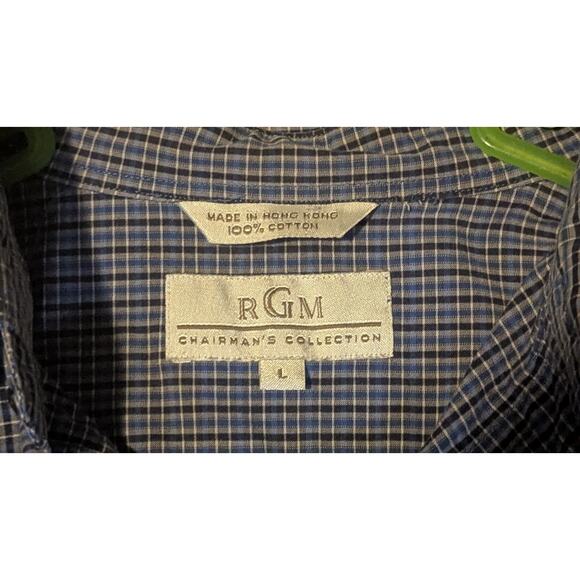 MADE IN HONG KONG
100% COTTON
RGM
CHAIRMAN'S COLLECTION
L